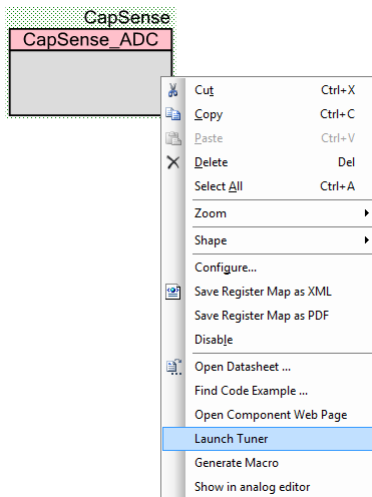 CapSense
CapSense_ADC
Cut Ctrl+X
Copy Ctrl+C
Paste Ctrl+V
Delete Del
Select All Ctrl+A
Zoom
Shape
Configure...
Save Register Map as XML
Save Register Map as PDF
Disable
Open Datasheet ...
Find Code Example ...
Open Component Web Page
Launch Tuner
Generate Macro
Show in analog editor